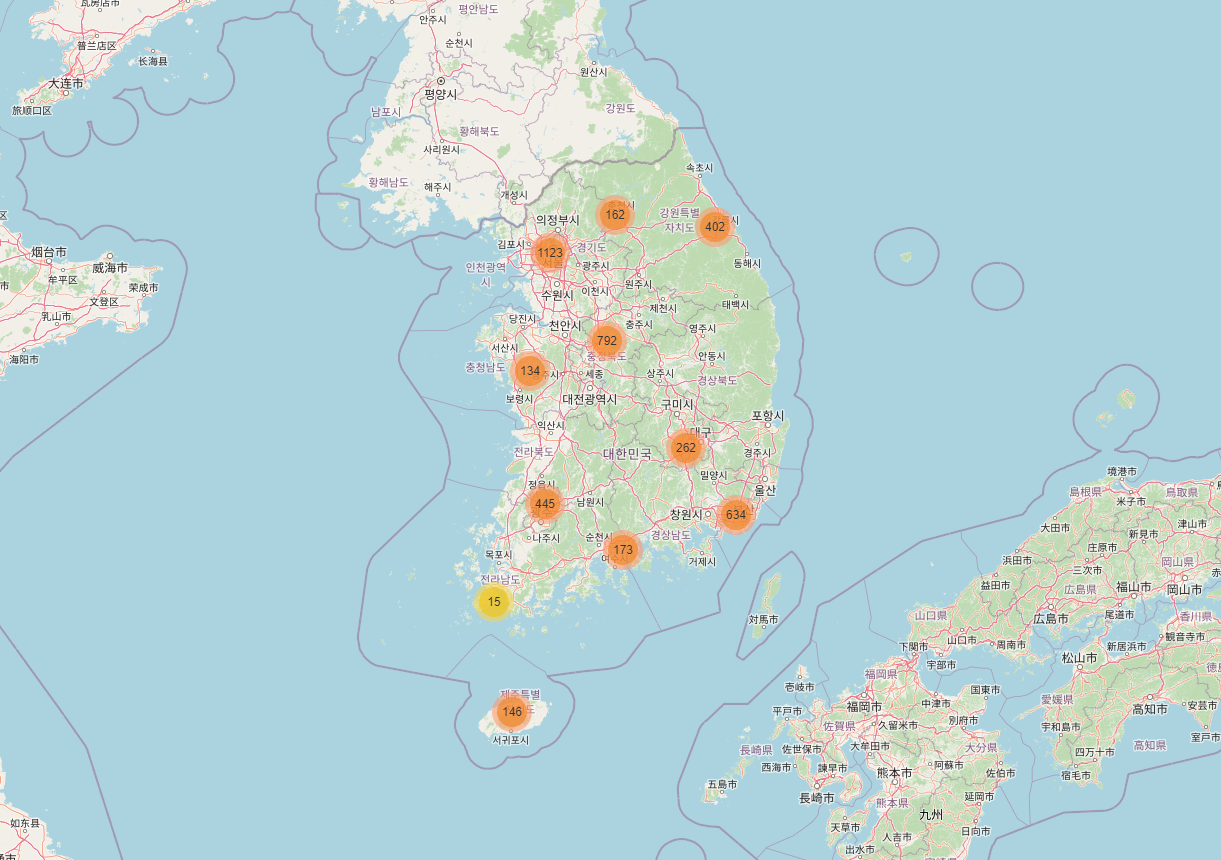 瓦房店市
普兰店区
长海县
大连市
旅顺口区
평안남도
안주시
순천시
평양시
원산시
강원도
남포시
황해북도
사리원시
황해남도
해주시
개성시
속초시
의정부시
162
강원특별
자치도
402
김포시
1123
경기도
광주시
동해시
인천광역
시
수원시
이천시
원주시
제천시
태백시
당진시
천안시
충주시
영주시
792
서산시
충청남도
134
세종
상주시
안동시
경상북도
보령시
대전광역시
구미시
포항시
익산시
전라북도
대한민국
대구
262
경주시
밀양시
울산
정읍시
445
남원시
창원시
634
나주시
순천시
경상남도
173
거제시
목포시
전라남도
15
제주특별
146
서귀포시
烟台市
威海市
牟平区
荣成市
文登区
乳山市
海阳市
如东县
対馬市
境港市
島根県
鳥取県
米子市
大田市
津山市
新見市
庄原市
浜田市
三次市
岡山県
益田市
広島県
福山市
岡山市
山口県
広島市
尾道市
香川県
下関市
山口市
周南市
観音寺市
宇部市
松山市
新居浜市
福岡県
壱岐市
国東市
愛媛県
平戸市
福岡市
中津市
高知市
安芸市
佐賀県
久留米市
別府市
宇和島市
室戸市
長崎県
佐世保市
大牟田市
大分県
四万十市
高知県
西海市
諫早市
熊本市
阿蘇市
佐伯市
宿毛市
五島市
長崎市
熊本県
延岡市
九州
天草市
人吉市
日向市
出水市